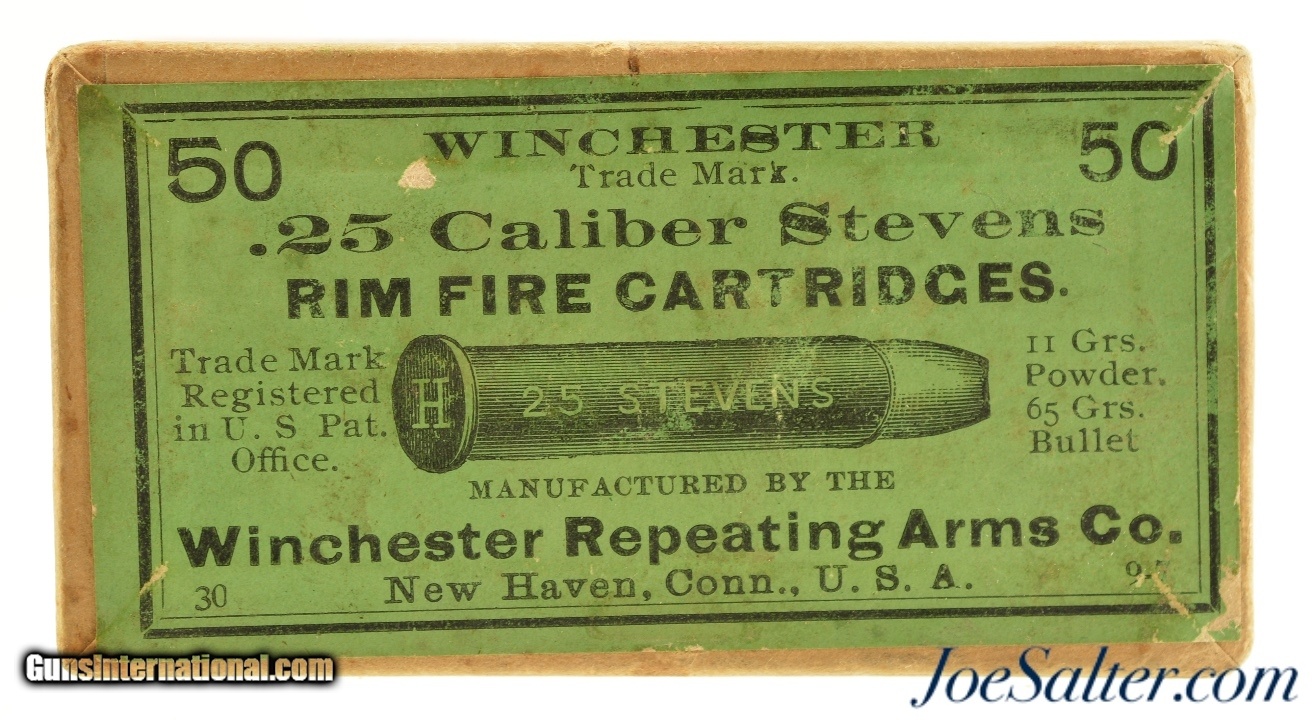 50 WINCHESTER 50
Trade Mark.
.25 Caliber Stevens
RIM FIRE CARTRIDGES.
Trade Mark
Registered
in U. S Pat.
Office.
H 25 STEVENS
11 Grs.
Powder.
65 Grs.
Bullet
MANUFACTURED BY THE
Winchester Repeating Arms Co.
New Haven, Conn., U. S. A.
30
GunsInternational.com
JoeSalter.com